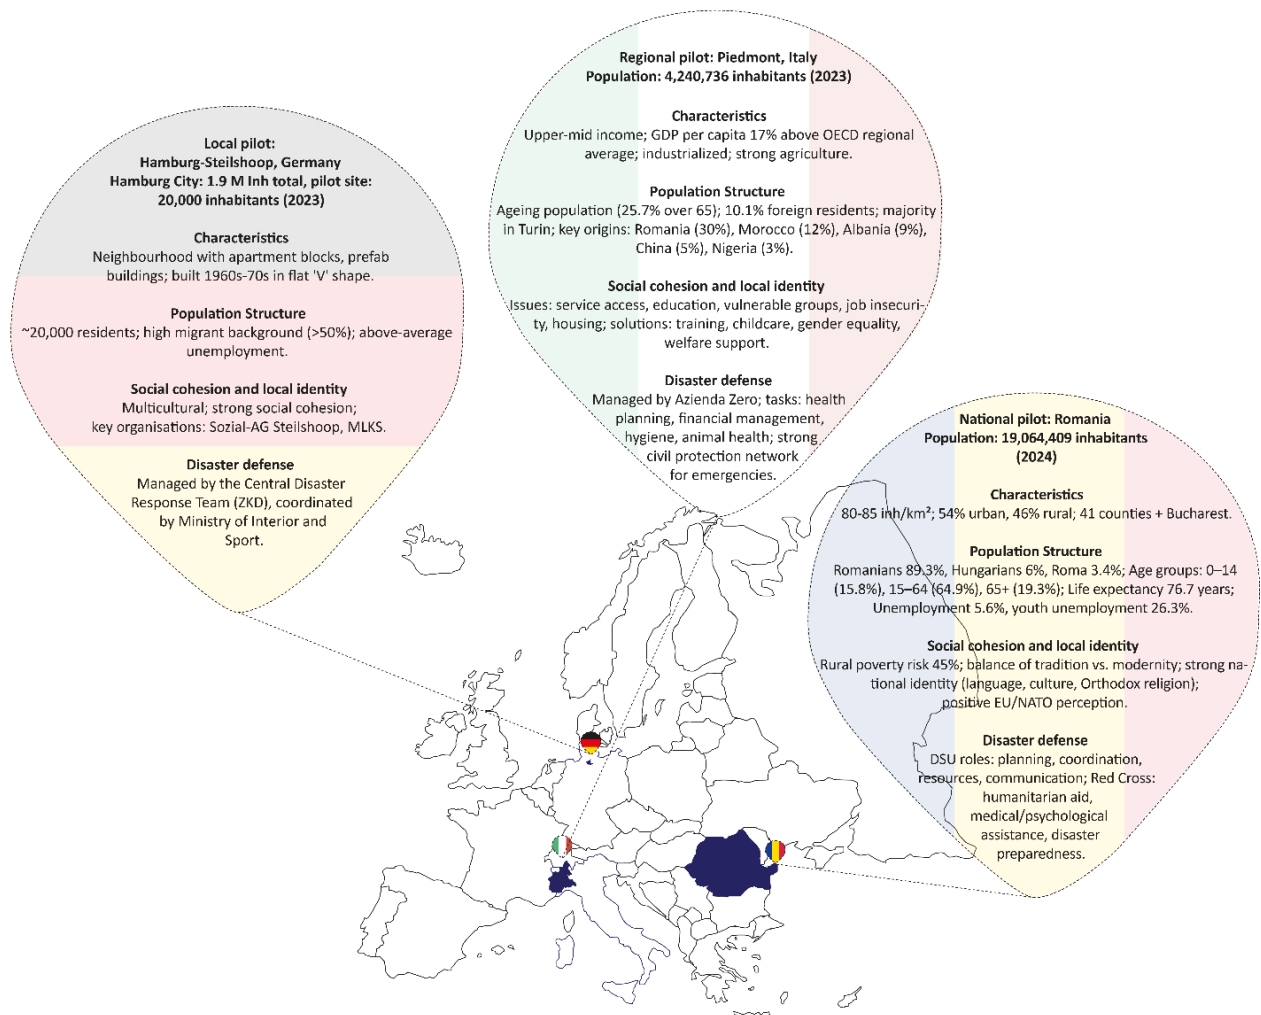 Local pilot:
Hamburg-Steilshoop, Germany
Hamburg City: 1.9 M Inh total, pilot site:
20,000 inhabitants (2023)
Characteristics
Neighbourhood with apartment blocks, prefab
buildings; built 1960s-70s in flat 'V' shape.
Population Structure
~20,000 residents; high migrant background (>50%); above-average
unemployment.
Social cohesion and local identity
Multicultural; strong social cohesion;
key organisations: Sozial-AG Steilshoop, MLKS.
Disaster defense
Managed by the Central Disaster
Response Team (ZKD), coordinated
by Ministry of Interior and
Sport.
Regional pilot: Piedmont, Italy
Population: 4,240,736 inhabitants (2023)
Characteristics
Upper-mid income; GDP per capita 17% above OECD regional
average; industrialized; strong agriculture.
Population Structure
Ageing population (25.7% over 65); 10.1% foreign residents; majority
in Turin; key origins: Romania (30%), Morocco (12%), Albania (9%),
China (5%), Nigeria (3%).
Social cohesion and local identity
Issues: service access, education, vulnerable groups, job insecuri-
ty, housing; solutions: training, childcare, gender equality,
welfare support.
Disaster defense
Managed by Azienda Zero; tasks: health
planning, financial management,
hygiene, animal health; strong
civil protection network
for emergencies.
National pilot: Romania
Population: 19,064,409 inhabitants
(2024)
Characteristics
80-85 inh/km²; 54% urban, 46% rural; 41 counties + Bucharest.
Population Structure
Romanians 89.3%, Hungarians 6%, Roma 3.4%; Age groups: 0–14
(15.8%), 15–64 (64.9%), 65+ (19.3%); Life expectancy 76.7 years;
Unemployment 5.6%, youth unemployment 26.3%.
Social cohesion and local identity
Rural poverty risk 45%; balance of tradition vs. modernity; strong na-
tional identity (language, culture, Orthodox religion);
positive EU/NATO perception.
Disaster defense
DSU roles: planning, coordination,
resources, communication; Red Cross:
humanitarian aid,
medical/psychological
assistance, disaster
preparedness.